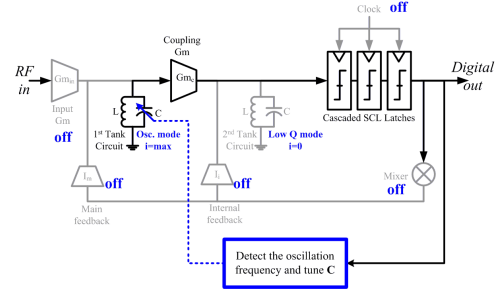 Coupling
Gm
Clock
off
RF
in
Gm_in
Gm_c
Digital
out
L
C
L
C
Input
Gm
off
1st Tank
Circuit
Osc. mode
i=max
2nd Tank
Circuit
Low Q mode
i=0
Cascaded SCL Latches
I_m
off
I_i
off
Mixer
off
Main
feedback
Internal
feedback
Detect the oscillation
frequency and tune C